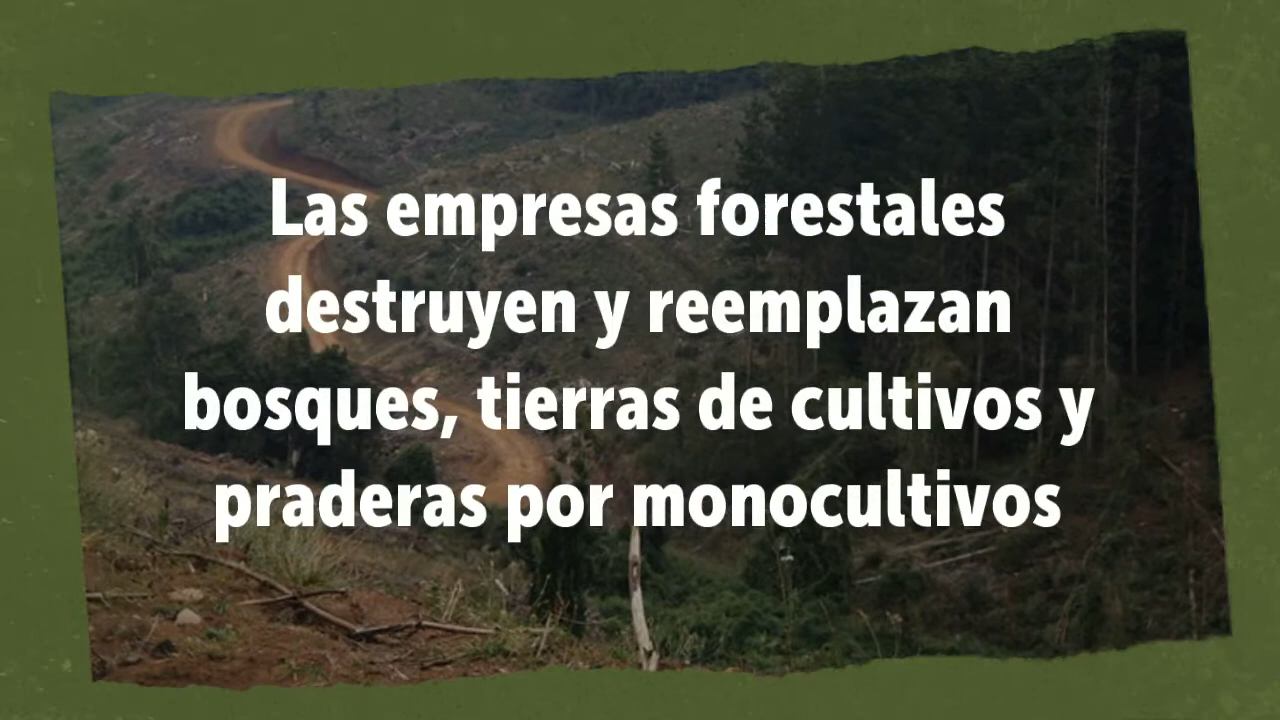 Las empresas forestales
destruyen y reemplazan
bosques, tierras de cultivos y
praderas por monocultivos